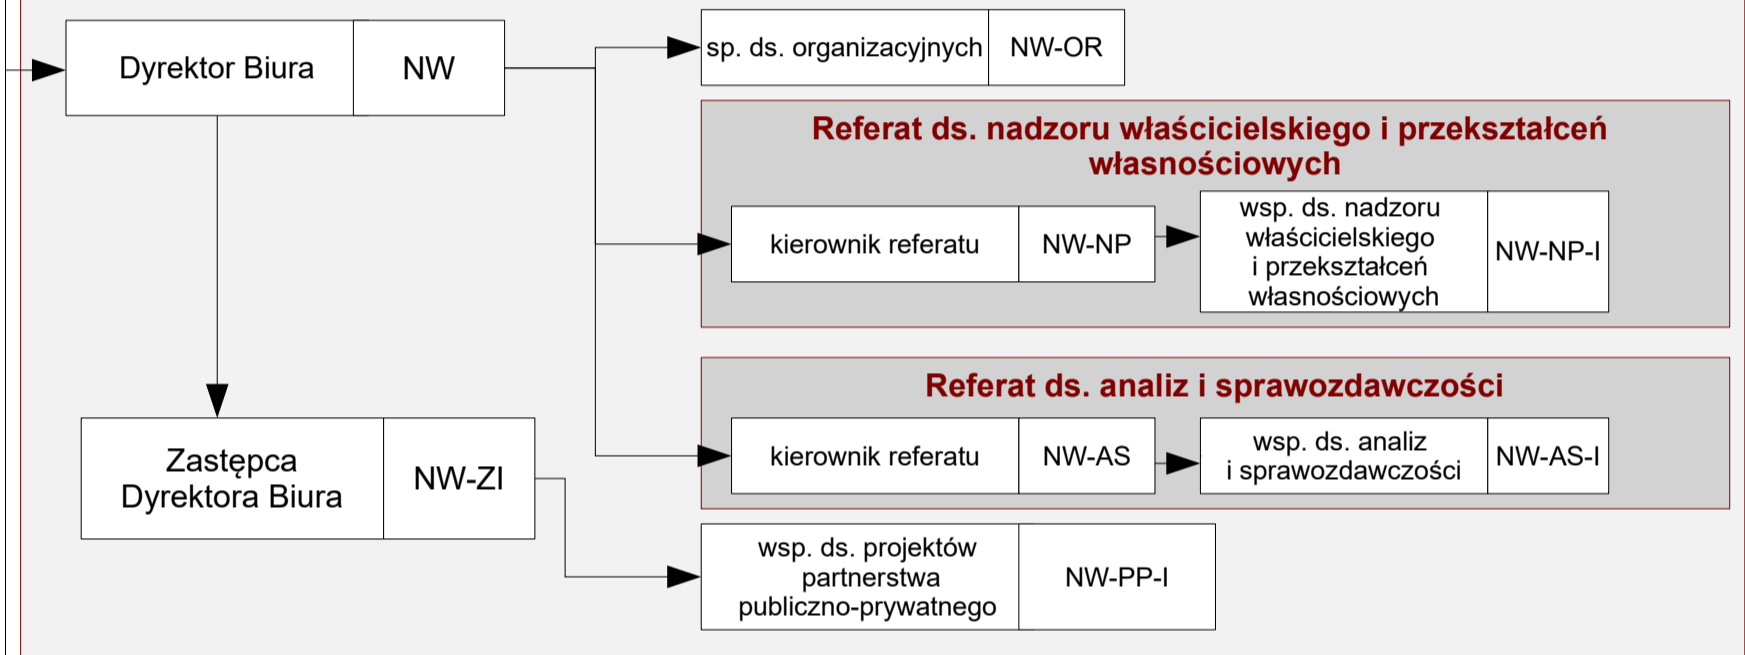 Dyrektor Biura
NW
sp. ds. organizacyjnych
NW-OR
Referat ds. nadzoru właścicielskiego i przekształceń
własnościowych
kierownik referatu
NW-NP
wsp. ds. nadzoru
właścicielskiego
i przekształceń
własnościowych
NW-NP-I
Referat ds. analiz i sprawozdawczości
kierownik referatu
NW-AS
wsp. ds. analiz
i sprawozdawczości
NW-AS-I
Zastępca
Dyrektora Biura
NW-ZI
wsp. ds. projektów
partnerstwa
publiczno-prywatnego
NW-PP-I